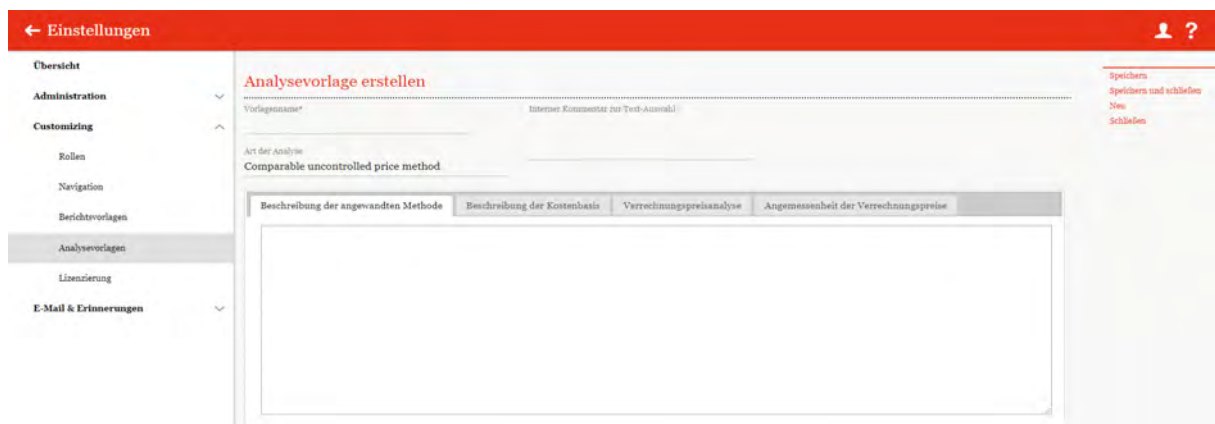 ← Einstellungen
?
Übersicht
Administration
Customizing
Rollen
Navigation
Berichtsvorlagen
Analysevorlagen
Lizenzierung
E-Mail & Erinnerungen
Analysevorlage erstellen
Vorlagenname*
Interner Kommentar zur Text-Auswahl
Art der Analyse
Comparable uncontrolled price method
Beschreibung der angewandten Methode
Beschreibung der Kostenbasis
Verrechnungspreisanalyse
Angemessenheit der Verrechnungspreise
Speichern
Speichern und schließen
Neu
Schließen